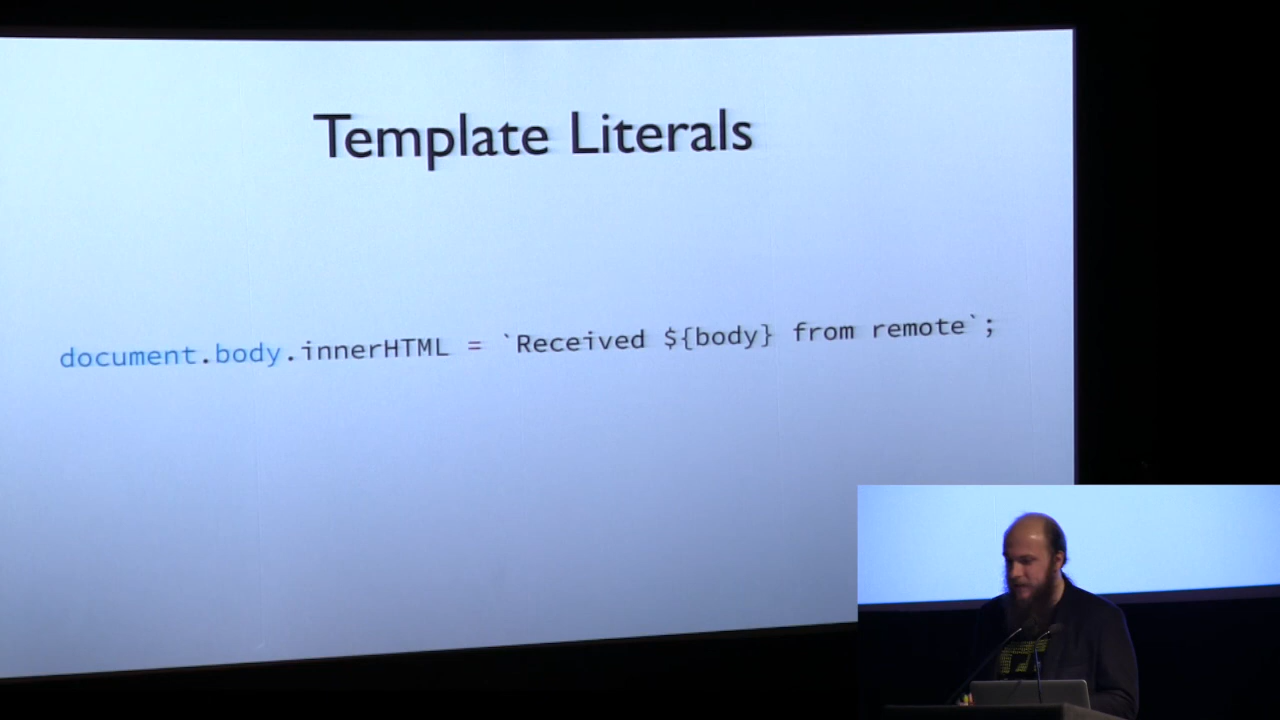 Template Literals
document.body.innerHTML = `Received ${body} from remote`;